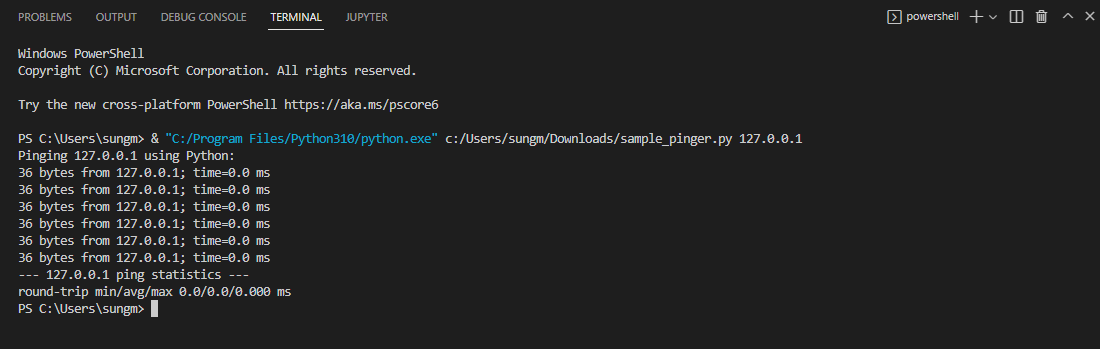 PROBLEMS OUTPUT DEBUG CONSOLE TERMINAL JUPYTER powershell
Windows PowerShell
Copyright (C) Microsoft Corporation. All rights reserved.
Try the new cross-platform PowerShell https://aka.ms/pscore6
PS C:\Users\sungm> & "C:/Program Files/Python310/python.exe" c:/Users/sungm/Downloads/sample_pinger.py 127.0.0.1
Pinging 127.0.0.1 using Python:
36 bytes from 127.0.0.1; time=0.0 ms
36 bytes from 127.0.0.1; time=0.0 ms
36 bytes from 127.0.0.1; time=0.0 ms
36 bytes from 127.0.0.1; time=0.0 ms
36 bytes from 127.0.0.1; time=0.0 ms
36 bytes from 127.0.0.1; time=0.0 ms
--- 127.0.0.1 ping statistics ---
round-trip min/avg/max 0.0/0.0/0.000 ms
PS C:\Users\sungm>